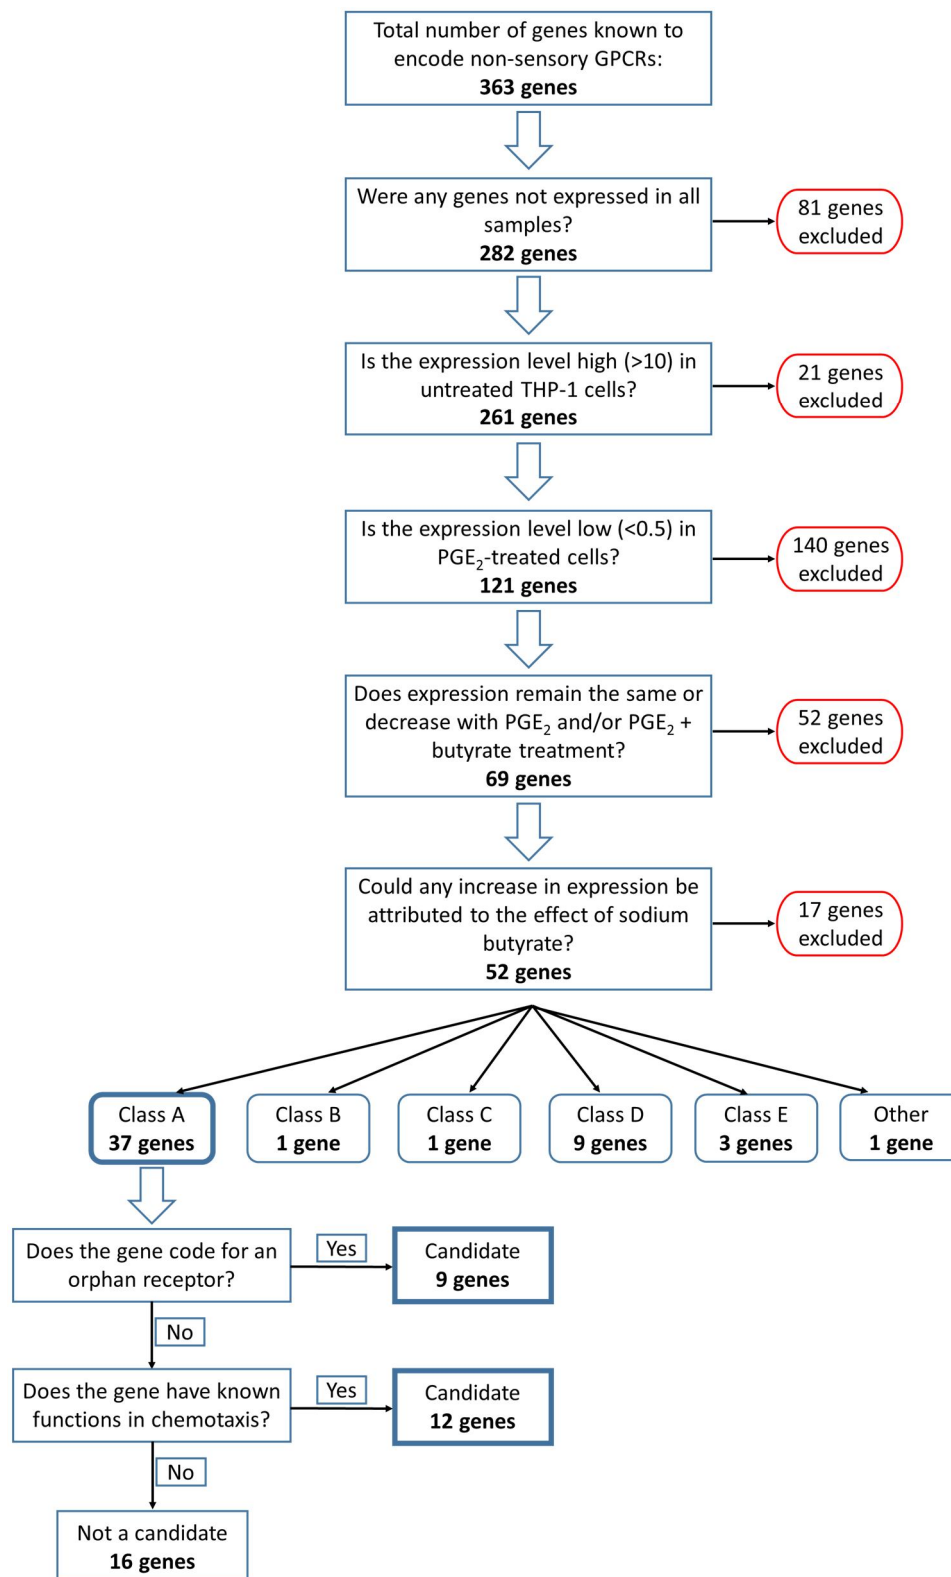 Total number of genes known to
encode non-sensory GPCRs:
363 genes
Were any genes not expressed in all
samples?
282 genes
81 genes
excluded
Is the expression level high (>10) in
untreated THP-1 cells?
261 genes
21 genes
excluded
Is the expression level low (<0.5) in
PGE₂-treated cells?
121 genes
140 genes
excluded
Does expression remain the same or
decrease with PGE₂ and/or PGE₂ +
butyrate treatment?
69 genes
52 genes
excluded
Could any increase in expression be
attributed to the effect of sodium
butyrate?
52 genes
17 genes
excluded
Class A
37 genes
Class B
1 gene
Class C
1 gene
Class D
9 genes
Class E
3 genes
Other
1 gene
Does the gene code for an
orphan receptor?
Yes
Candidate
9 genes
No
Does the gene have known
functions in chemotaxis?
Yes
Candidate
12 genes
No
Not a candidate
16 genes